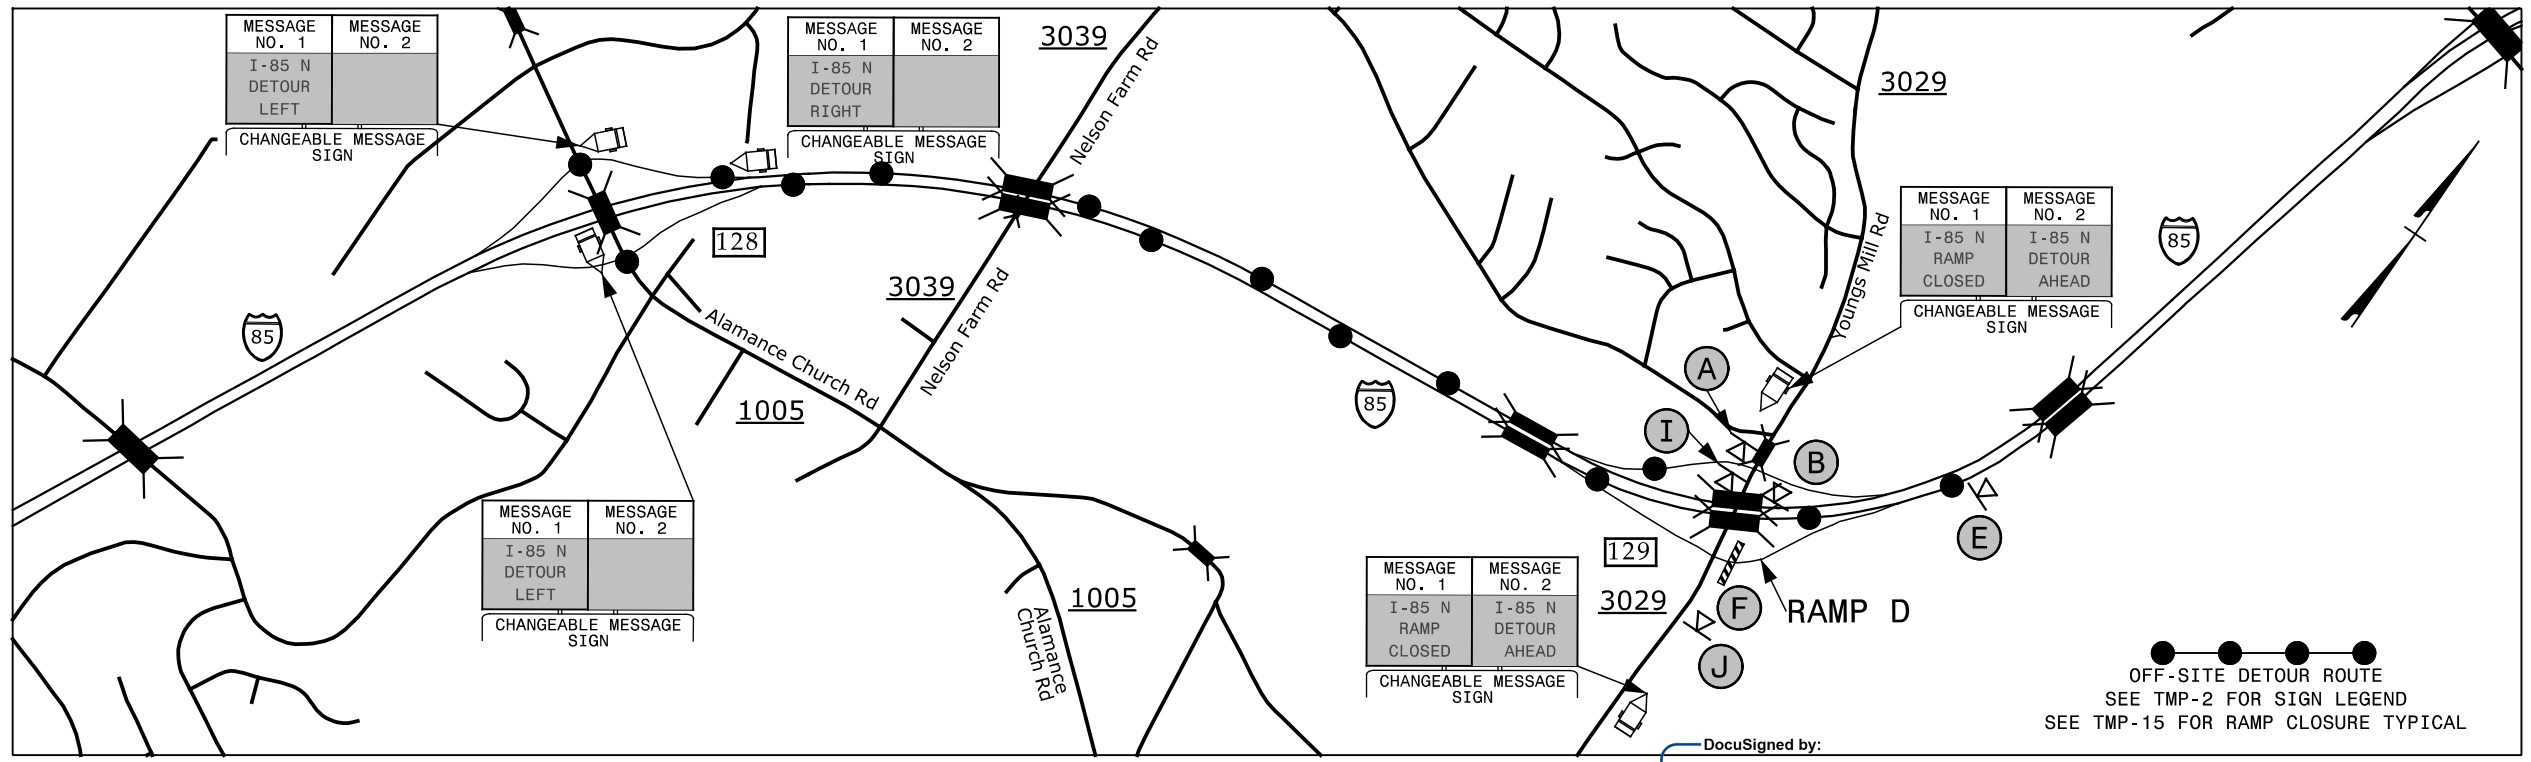 MESSAGE NO. 1
MESSAGE NO. 2
I-85 N
DETOUR
LEFT
CHANGEABLE MESSAGE
SIGN
MESSAGE NO. 1
MESSAGE NO. 2
I-85 N
DETOUR
RIGHT
CHANGEABLE MESSAGE
SIGN
3039
Nelson Farm Rd
3029
Youngs Mill Rd
MESSAGE NO. 1
MESSAGE NO. 2
I-85 N
RAMP
CLOSED
I-85 N
DETOUR
AHEAD
CHANGEABLE MESSAGE
SIGN
85
128
85
3039
Nelson Farm Rd
Alamance Church Rd
1005
85
A
I
B
E
129
MESSAGE NO. 1
MESSAGE NO. 2
I-85 N
DETOUR
LEFT
CHANGEABLE MESSAGE
SIGN
1005
Alamance
Church Rd
MESSAGE NO. 1
MESSAGE NO. 2
I-85 N
RAMP
CLOSED
I-85 N
DETOUR
AHEAD
CHANGEABLE MESSAGE
SIGN
3029
F
RAMP D
J
OFF-SITE DETOUR ROUTE
SEE TMP-2 FOR SIGN LEGEND
SEE TMP-15 FOR RAMP CLOSURE TYPICAL
DocuSigned by: